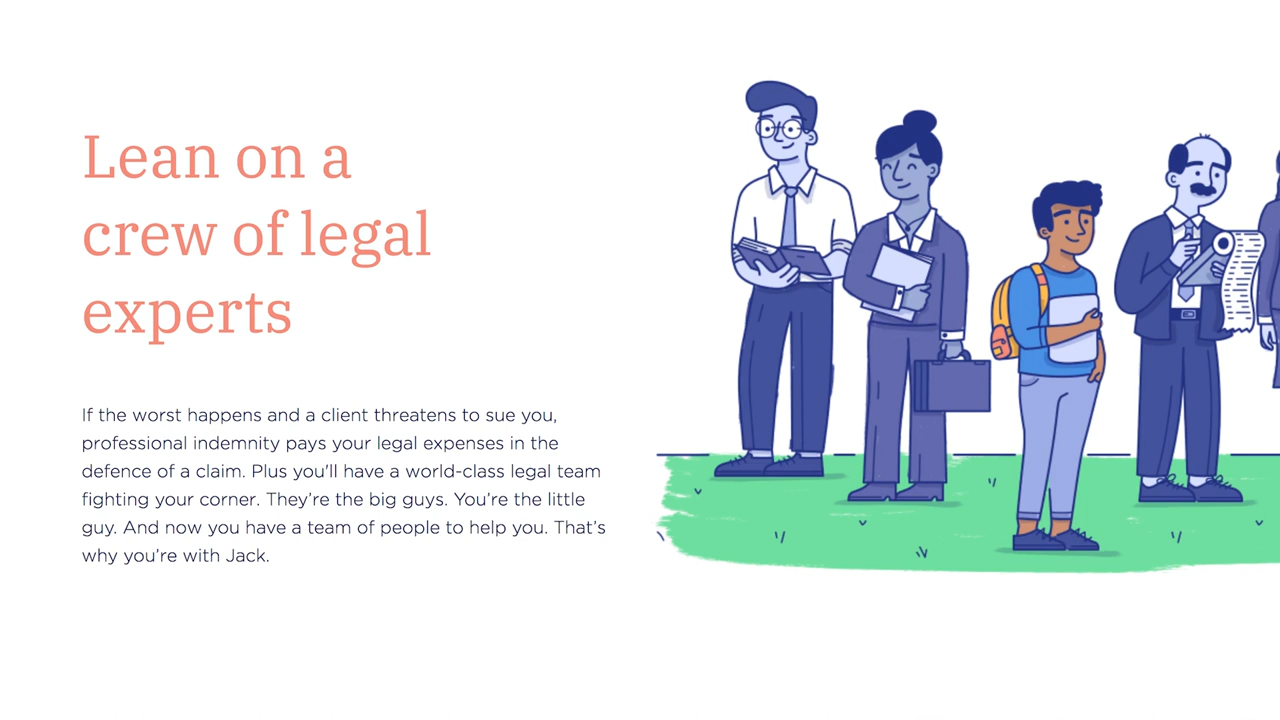 Lean on a
crew of legal
experts
If the worst happens and a client threatens to sue you,
professional indemnity pays your legal expenses in the
defence of a claim. Plus you'll have a world-class legal team
fighting your corner. They’re the big guys. You’re the little
guy. And now you have a team of people to help you. That’s
why you’re with Jack.